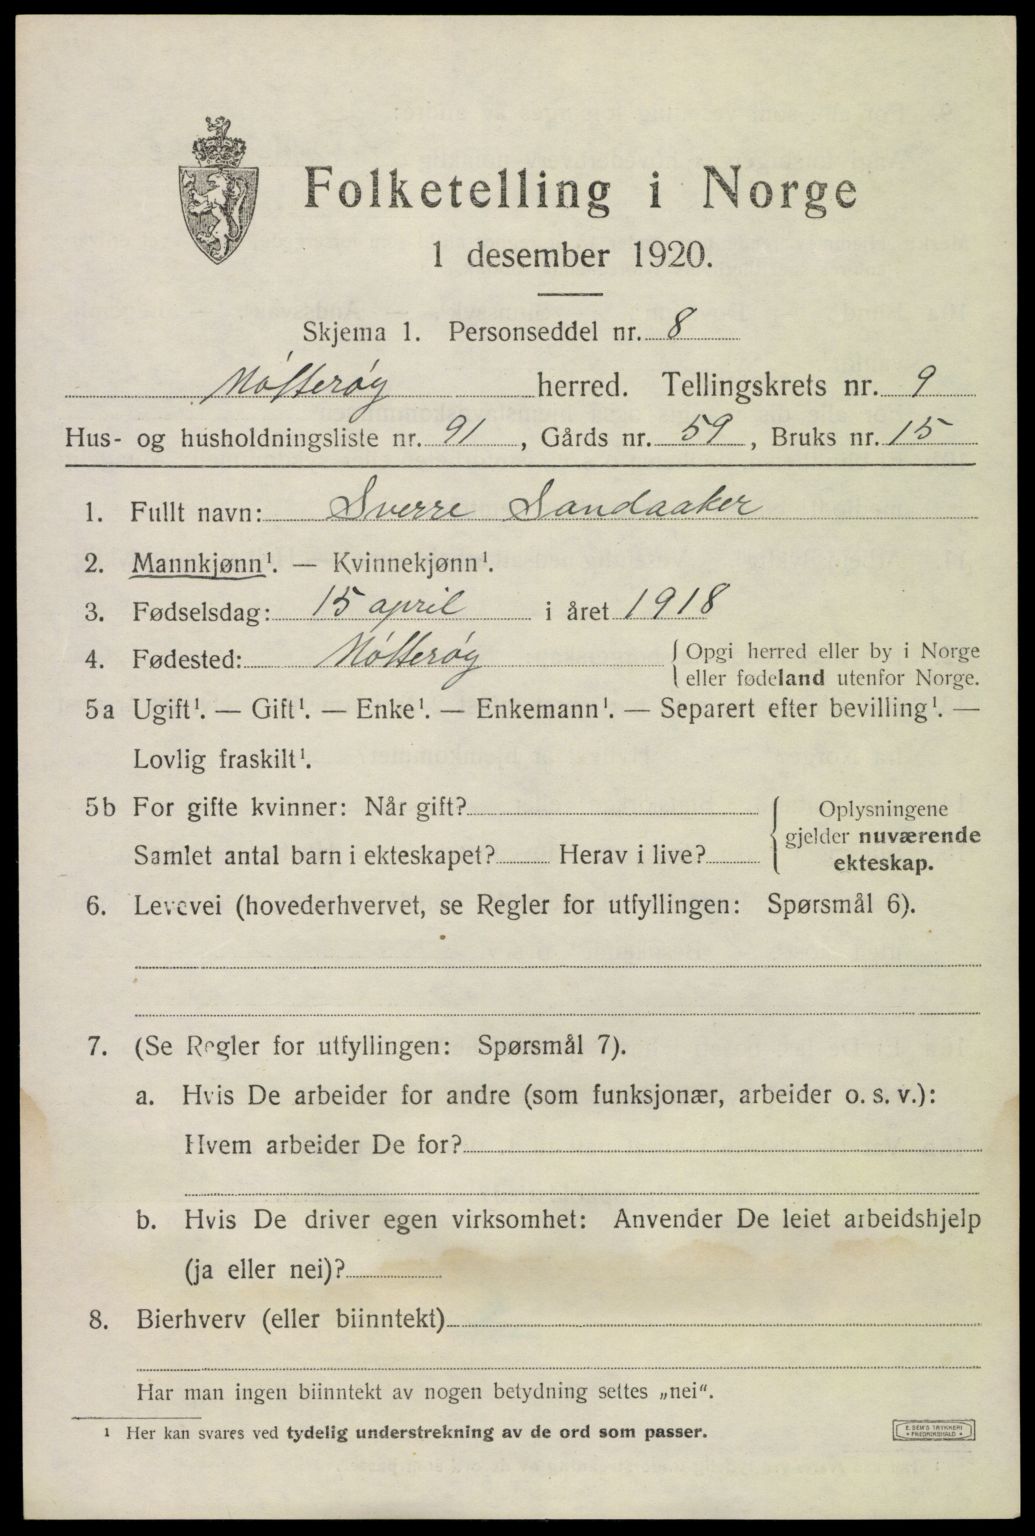 Folketelling i Norge
1 desember 1920.
Skjema 1. Personseddel nr. 8
Nøtterøy herred. Tellingskrets nr. 9
Hus- og husholdningsliste nr. 91, Gårds nr. 59, Bruks nr. 15
1. Fullt navn: Sverre Sandaaker
2. Mannkjønn¹. — Kvinnekjønn¹.
3. Fødselsdag: 15 april i året 1918
4. Fødested: Nøtterøy { Opgi herred eller by i Norge
eller fødeland utenfor Norge.
5a Ugift¹. — Gift¹. — Enke¹. — Enkemann¹. — Separert efter bevilling¹. —
Lovlig fraskilt¹.
5b For gifte kvinner: Når gift?
Samlet antal barn i ekteskapet? Herav i live?
Oplysningene
gjelder nuværende
ekteskap.
6. Levevei (hovederhvervet, se Regler for utfyllingen: Spørsmål 6).
7. (Se Regler for utfyllingen: Spørsmål 7).
a. Hvis De arbeider for andre (som funksjonær, arbeider o. s. v.):
Hvem arbeider De for?
b. Hvis De driver egen virksomhet: Anvender De leiet arbeidshjelp
(ja eller nei)?
8. Bierhverv (eller biinntekt)
Har man ingen biinntekt av nogen betydning settes „nei“.
¹ Her kan svares ved tydelig understrekning av de ord som passer.
E. SEM'S TRYKKERI
• FREDRIKSHALD •